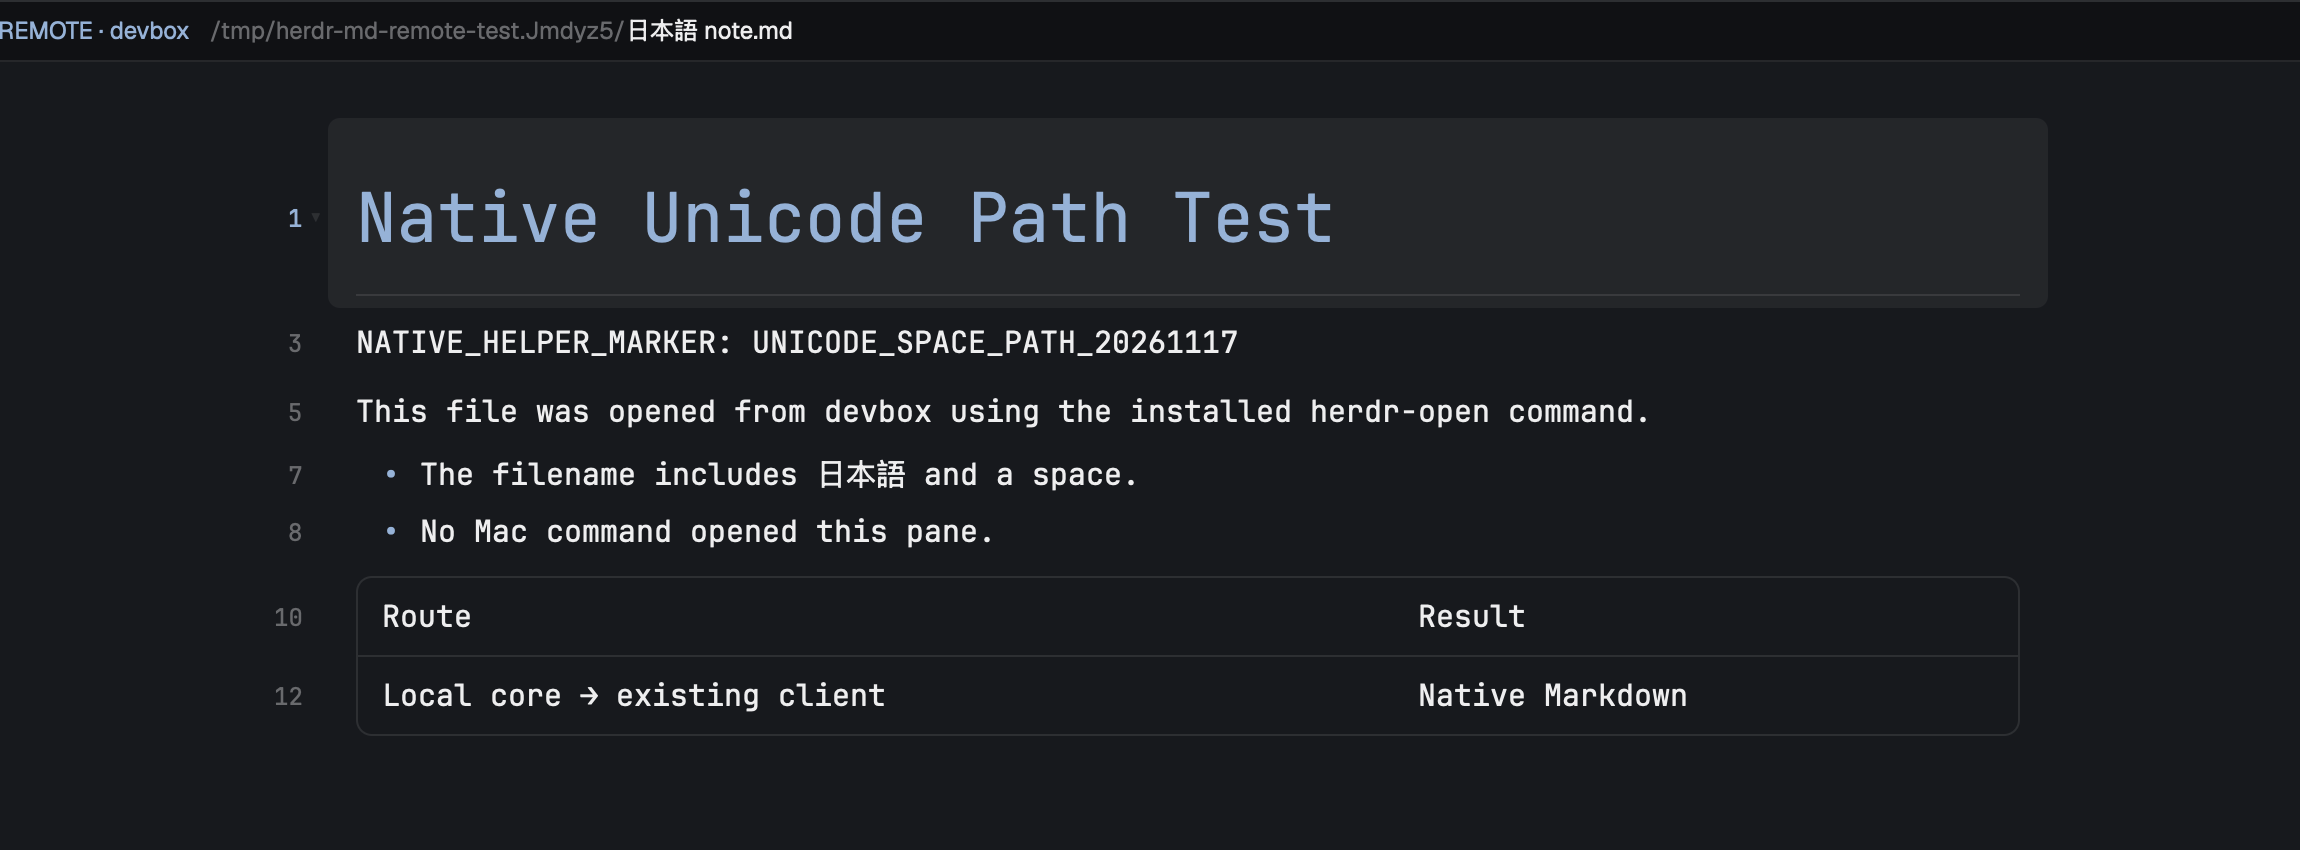 REMOTE · devbox /tmp/herdr-md-remote-test.Jmdyz5/日本語 note.md
1 Native Unicode Path Test
3 NATIVE_HELPER_MARKER: UNICODE_SPACE_PATH_20261117
5 This file was opened from devbox using the installed herdr-open command.
7 • The filename includes 日本語 and a space.
8 • No Mac command opened this pane.
10 Route Result
12 Local core → existing client Native Markdown